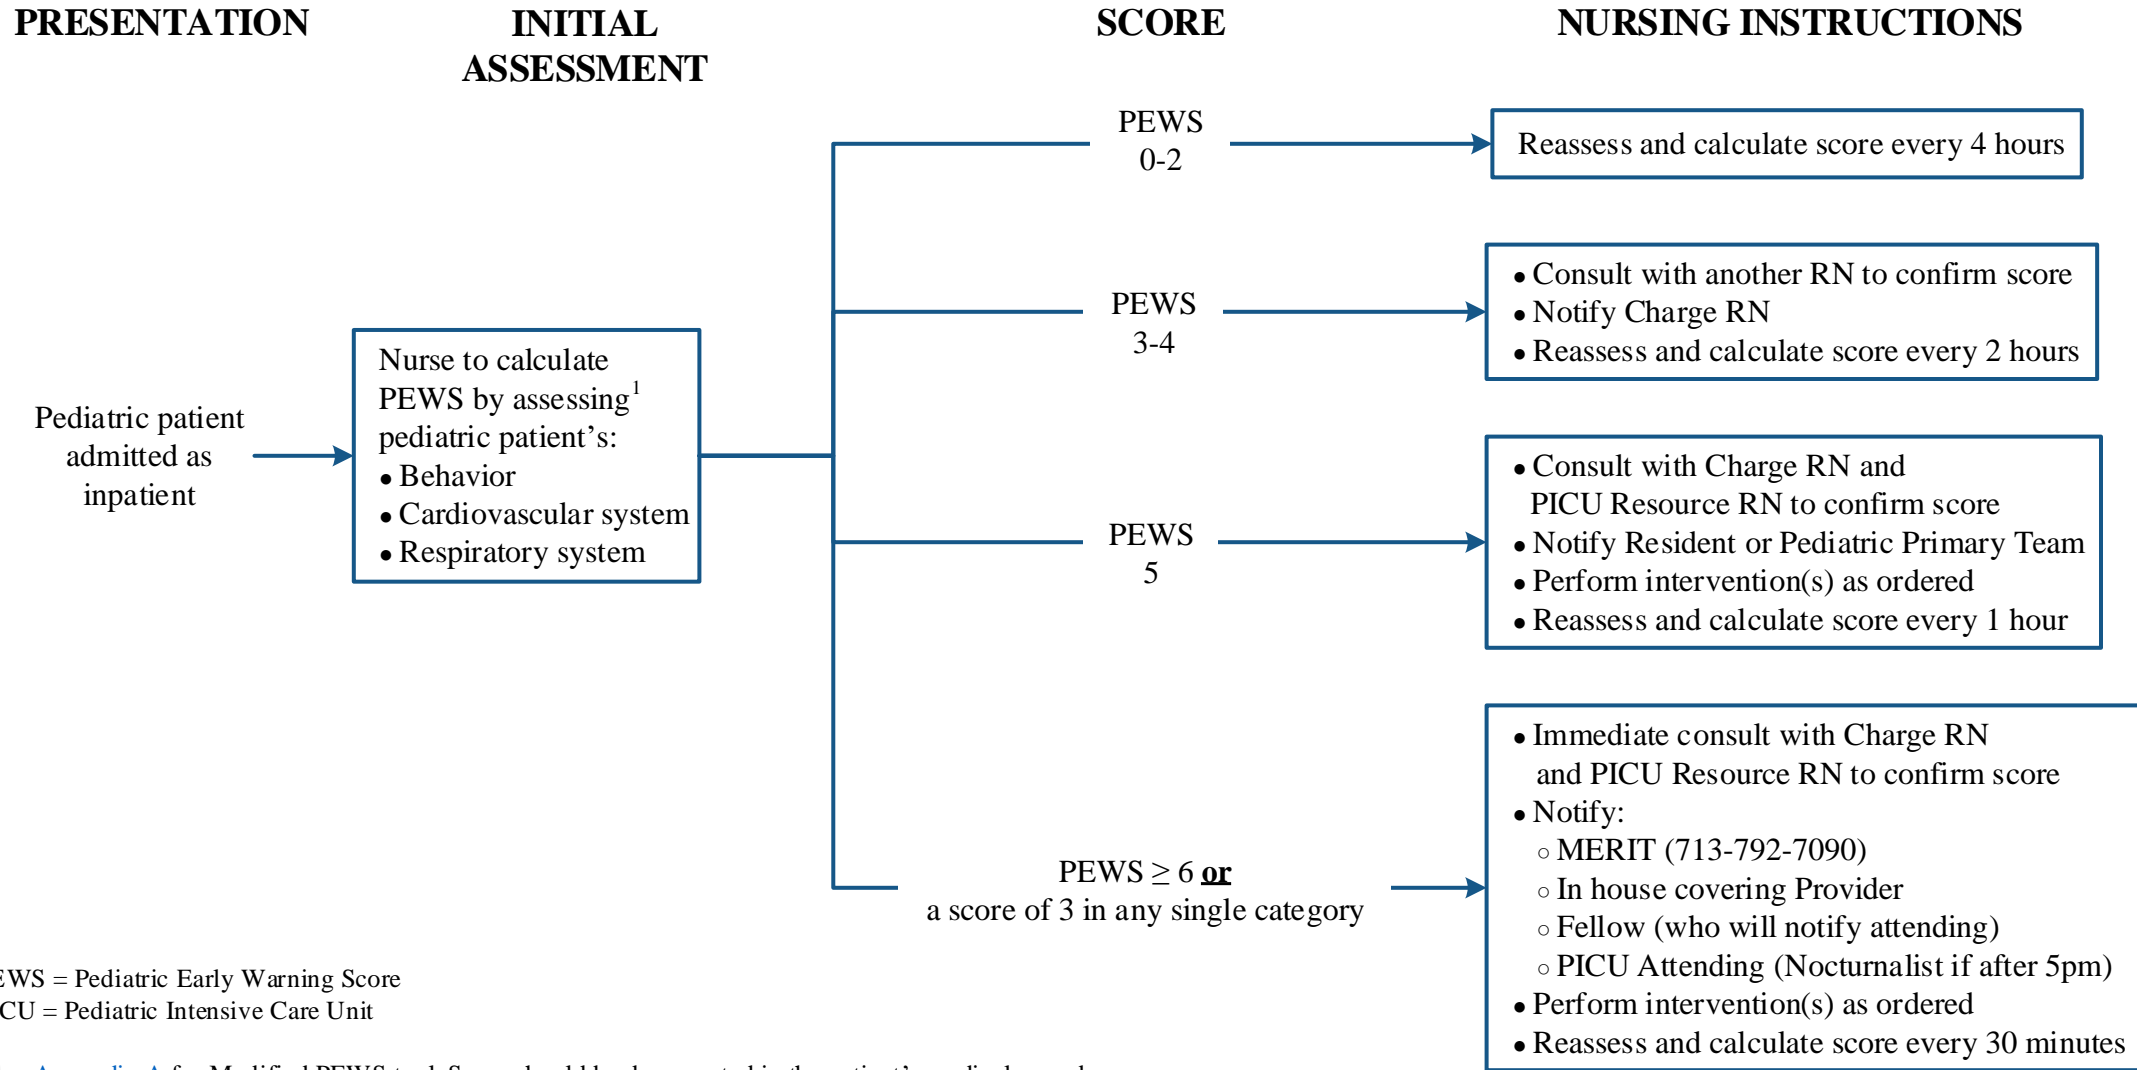 PRESENTATION
INITIAL
ASSESSMENT
SCORE
NURSING INSTRUCTIONS
Pediatric patient
admitted as
inpatient
Nurse to calculate
PEWS by assessing1
pediatric patient’s:
• Behavior
• Cardiovascular system
• Respiratory system
PEWS
0-2
Reassess and calculate score every 4 hours
PEWS
3-4
• Consult with another RN to confirm score
• Notify Charge RN
• Reassess and calculate score every 2 hours
PEWS
5
• Consult with Charge RN and
PICU Resource RN to confirm score
• Notify Resident or Pediatric Primary Team
• Perform intervention(s) as ordered
• Reassess and calculate score every 1 hour
PEWS ≥ 6 or
a score of 3 in any single category
• Immediate consult with Charge RN
and PICU Resource RN to confirm score
• Notify:
○ MERIT (713-792-7090)
○ In house covering Provider
○ Fellow (who will notify attending)
○ PICU Attending (Nocturnalist if after 5pm)
• Perform intervention(s) as ordered
• Reassess and calculate score every 30 minutes
EWS = Pediatric Early Warning Score
CU = Pediatric Intensive Care Unit